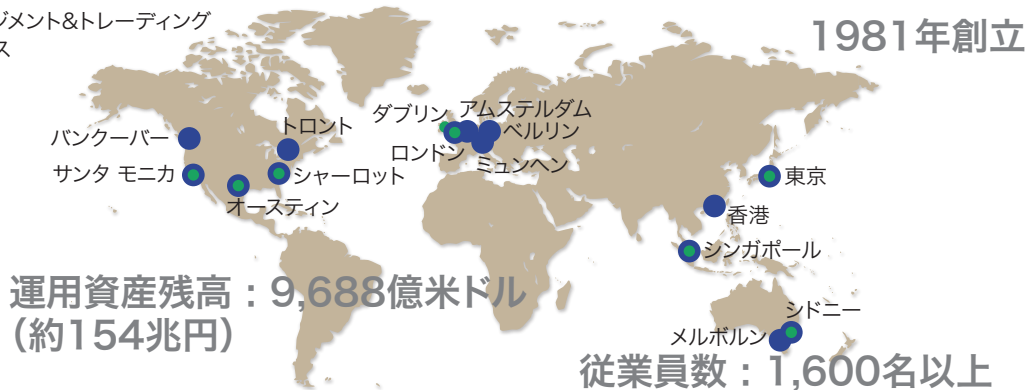 ジメント&トレーディング
ス
1981年創立
ダブリン
アムステルダム
バンクーバー
トロント
ベルリン
ロンドン
ミュンヘン
サンタ モニカ
シャーロット
東京
オースティン
香港
シンガポール
運用資産残高：9,688億米ドル
（約154兆円）
シドニー
メルボルン
従業員数：1,600名以上